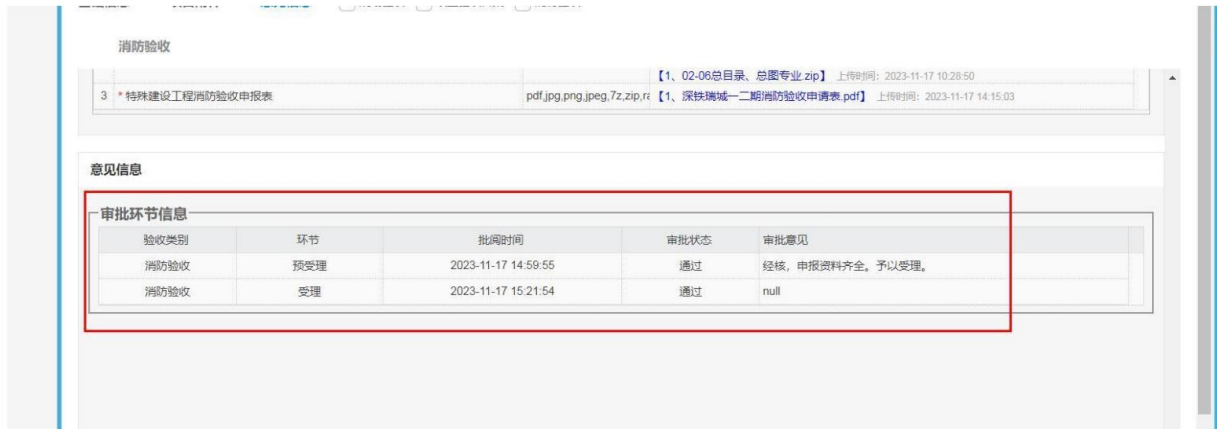 消防验收
【1、02-06总目录、总图专业.zip】 上传时间：2023-11-17 10:28:50
3 *特殊建设工程消防验收申报表 pdf,jpg,png,jpeg,7z,zip,ra 【1、深铁瑞城一二期消防验收申请表.pdf】 上传时间：2023-11-17 14:15:03
意见信息
审批环节信息
验收类别 环节 批阅时间 审批状态 审批意见
消防验收 预受理 2023-11-17 14:59:55 通过 经核，申报资料齐全。予以受理。
消防验收 受理 2023-11-17 15:21:54 通过 null